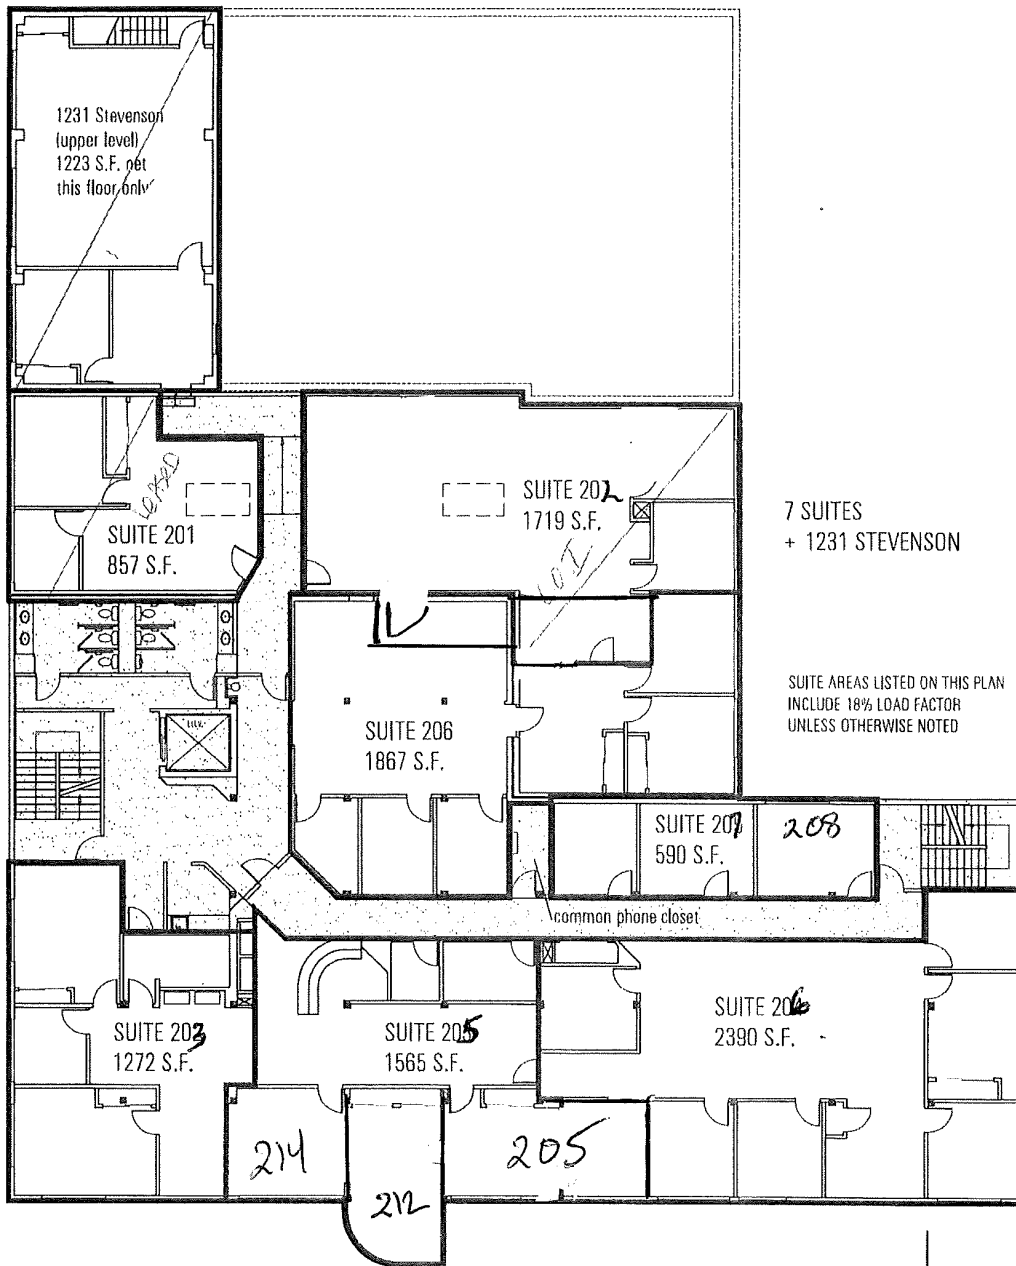 1231 Stevenson
(upper level)
1223 S.F. net
this floor only
SUITE 201
857 S.F.
SUITE 202
1719 S.F.
7 SUITES
+ 1231 STEVENSON
SUITE AREAS LISTED ON THIS PLAN
INCLUDE 18% LOAD FACTOR
UNLESS OTHERWISE NOTED
SUITE 206
1867 S.F.
SUITE 207
590 S.F.
208
common phone closet
SUITE 203
1272 S.F.
SUITE 205
1565 S.F.
SUITE 206
2390 S.F.
214
212
205